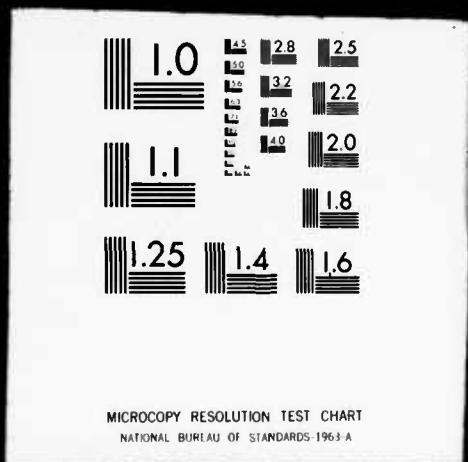 1.0
4.5 2.8 2.5
5.0
5.6 3.2 2.2
3.6
4.0 2.0
1.1
1.8
1.25 1.4 1.6
MICROCOPY RESOLUTION TEST CHART
NATIONAL BUREAU OF STANDARDS-1963-A